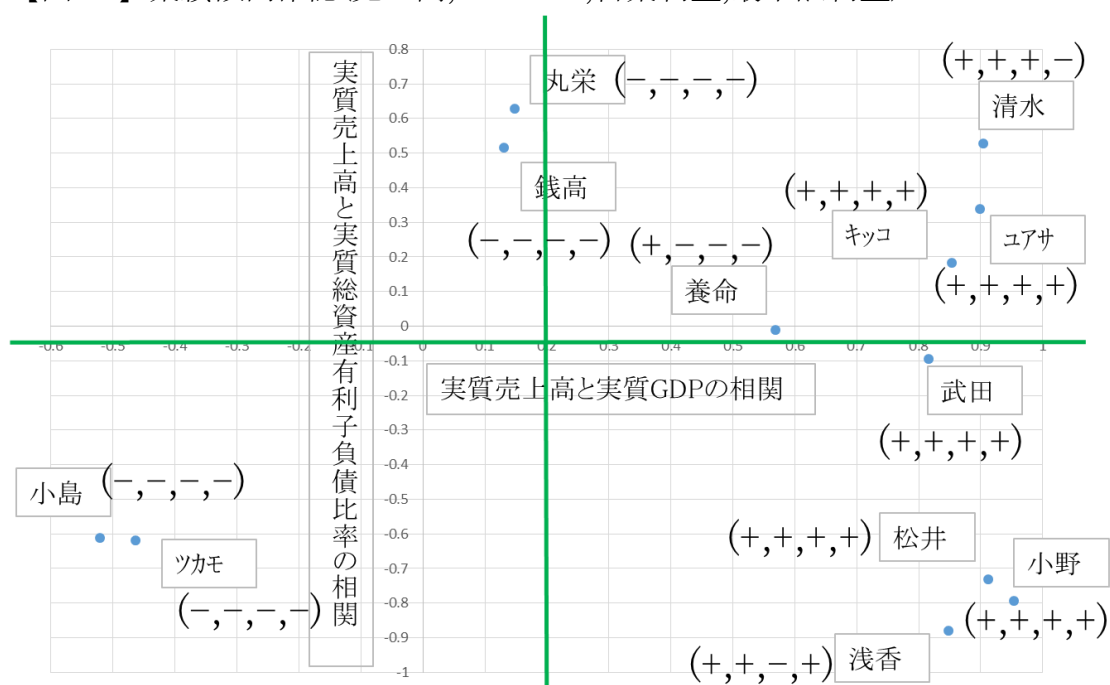 0.8
0.7
0.6
0.5
0.4
0.3
0.2
0.1
0
-0.1
-0.2
-0.3
-0.4
-0.5
-0.6
-0.7
-0.8
-0.9
-1
-0.6 -0.5 -0.4 -0.3 -0.2 0 0.1 0.2 0.3 0.4 0.5 0.6 0.7 0.8 0.9 1
実質売上高と実質総資産有利子負債比率の相関
実質売上高と実質GDPの相関
丸栄 (−,−,−,−)
(+,+,+,−)
清水
銭高
(−,−,−,−)
(+,−,−,−)
養命
(+,+,+,+)
キッコ
ユアサ
(+,+,+,+)
武田
(+,+,+,+)
小島 (−,−,−,−)
ツカモ
(−,−,−,−)
(+,+,+,+) 松井
小野
(+,+,+,+)
(+,+,−,+) 浅香